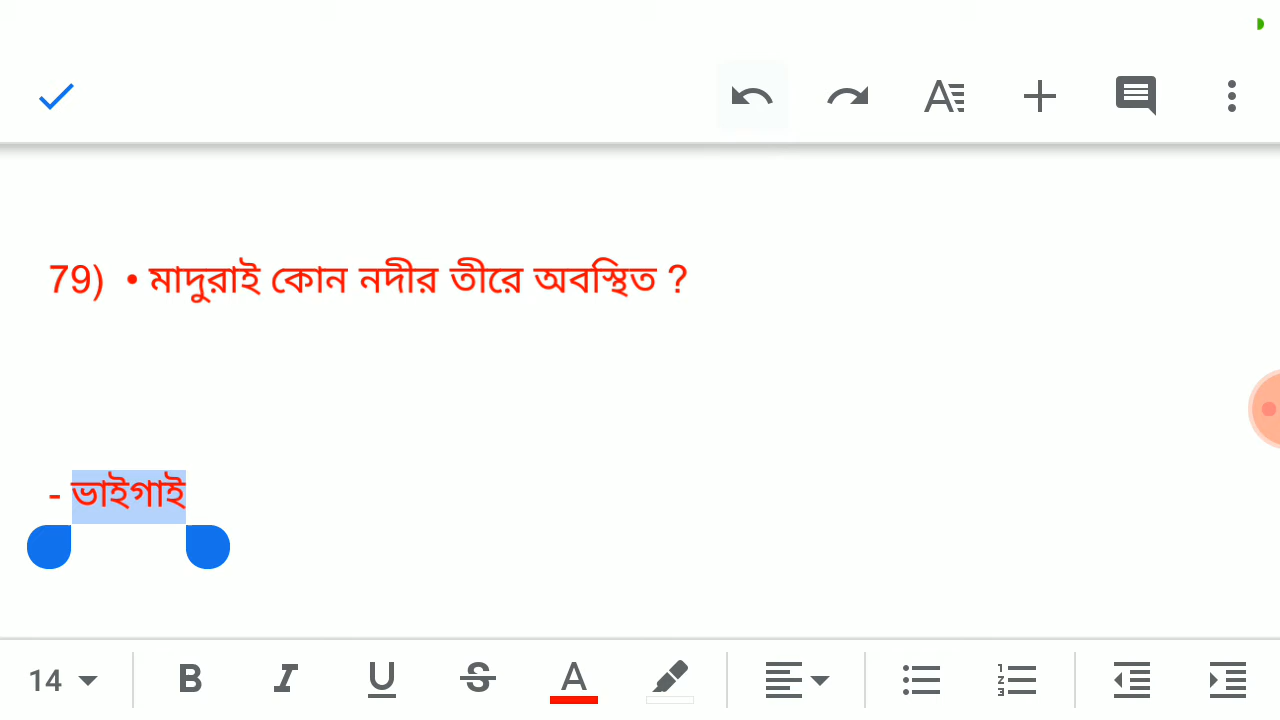 79) • মাদুরাই কোন নদীর তীরে অবস্থিত ?
- ভাইগাই
14